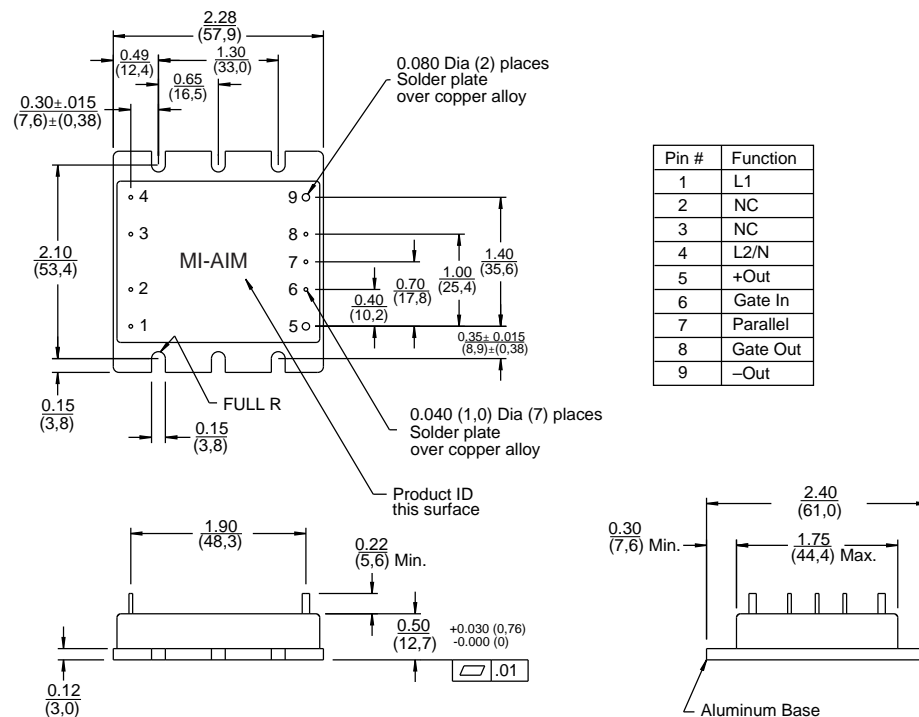 2.28
(57,9)
0.49
(12,4)
1.30
(33,0)
0.65
(16,5)
0.30±.015
(7,6)±(0,38)
0.080 Dia (2) places
Solder plate
over copper alloy
4
3
2
1
MI-AIM
9
8
7
6
5
2.10
(53,4)
0.40
(10,2)
0.70
(17,8)
1.00
(25,4)
1.40
(35,6)
0,35± 0.015
(8,9)±(0,38)
0.15
(3,8)
0.15
(3,8)
FULL R
0.040 (1,0) Dia (7) places
Solder plate
over copper alloy
Product ID
this surface
Pin # Function
1 L1
2 NC
3 NC
4 L2/N
5 +Out
6 Gate In
7 Parallel
8 Gate Out
9 –Out
1.90
(48,3)
0.22
(5,6) Min.
0.50
(12,7)
+0.030 (0,76)
-0.000 (0)
.01
0.12
(3,0)
2.40
(61,0)
0.30
(7,6) Min.
1.75
(44,4) Max.
Aluminum Base